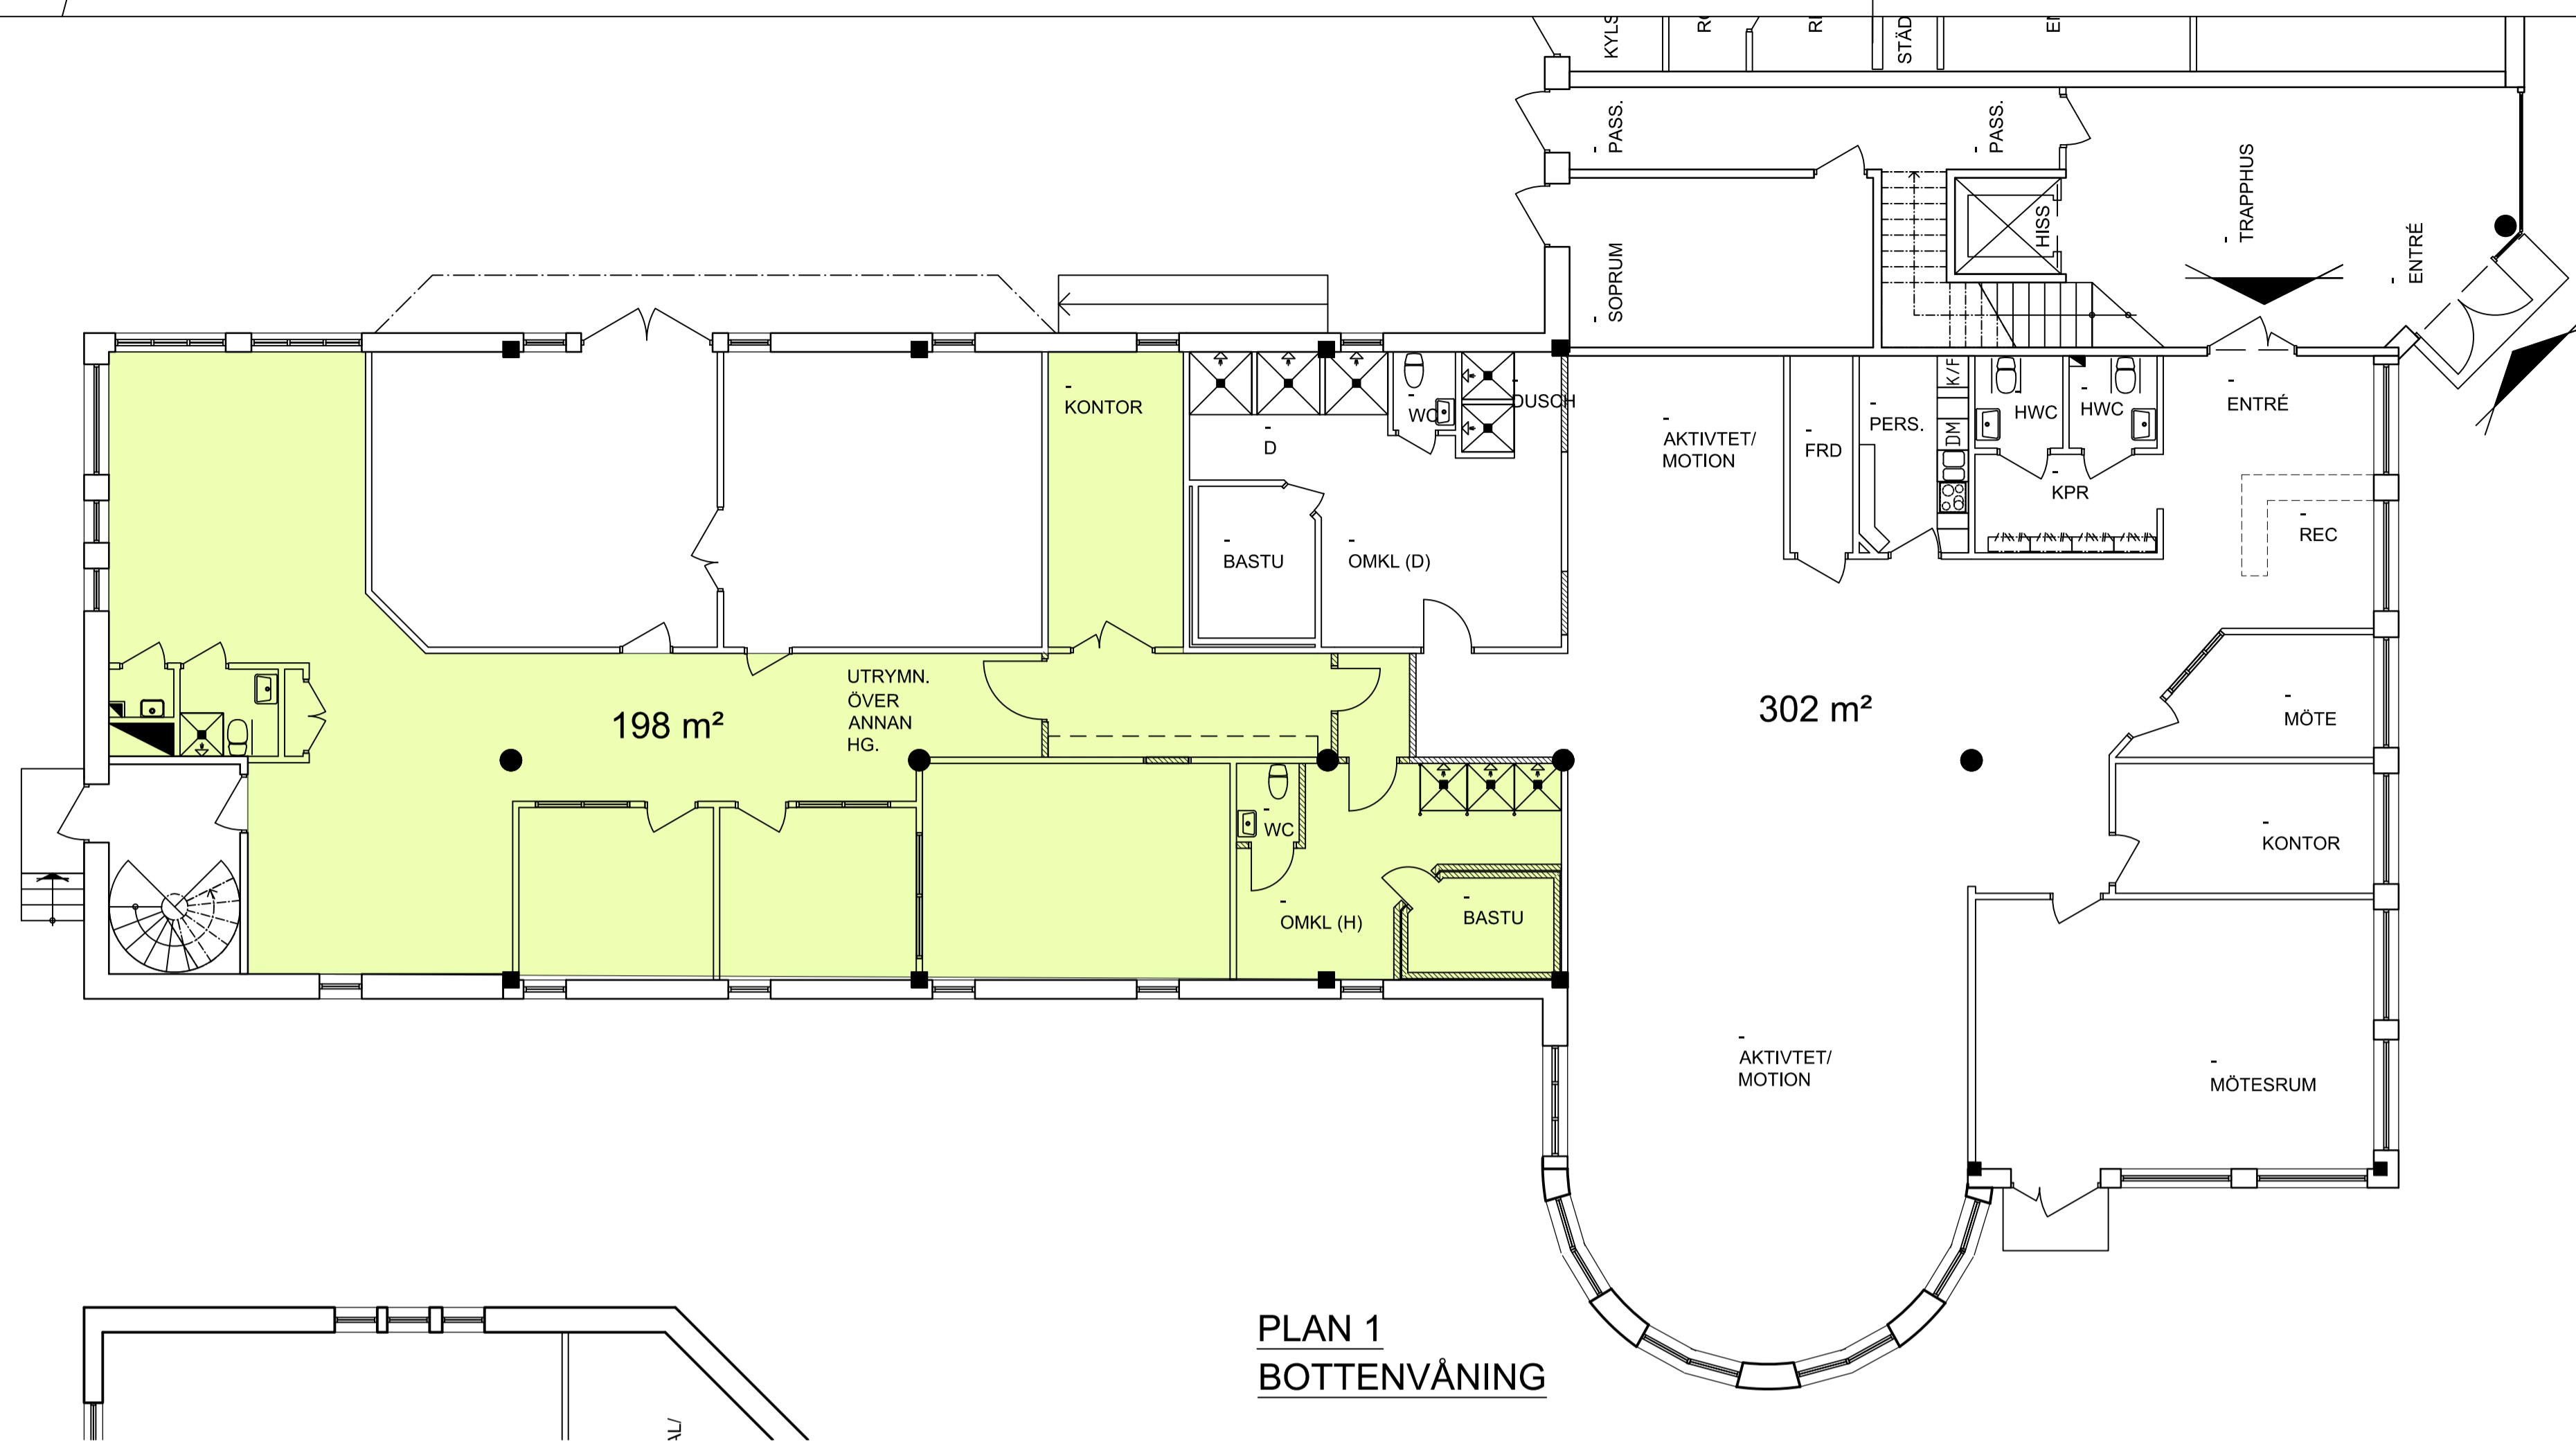 KYLS
STÄD
PASS.
PASS.
TRAPPHUS
HISS
SOPRUM
ENTRÉ
KONTOR
D
WC
DUSCH
BASTU
OMKL (D)
AKTIVTET/
MOTION
FRD
PERS.
K/F
DM
HWC
HWC
KPR
ENTRÉ
REC
UTRYMN.
ÖVER
ANNAN
HG.
198 m²
302 m²
MÖTE
KONTOR
WC
OMKL (H)
BASTU
AKTIVTET/
MOTION
MÖTESRUM
PLAN 1
BOTTENVÅNING
AL/